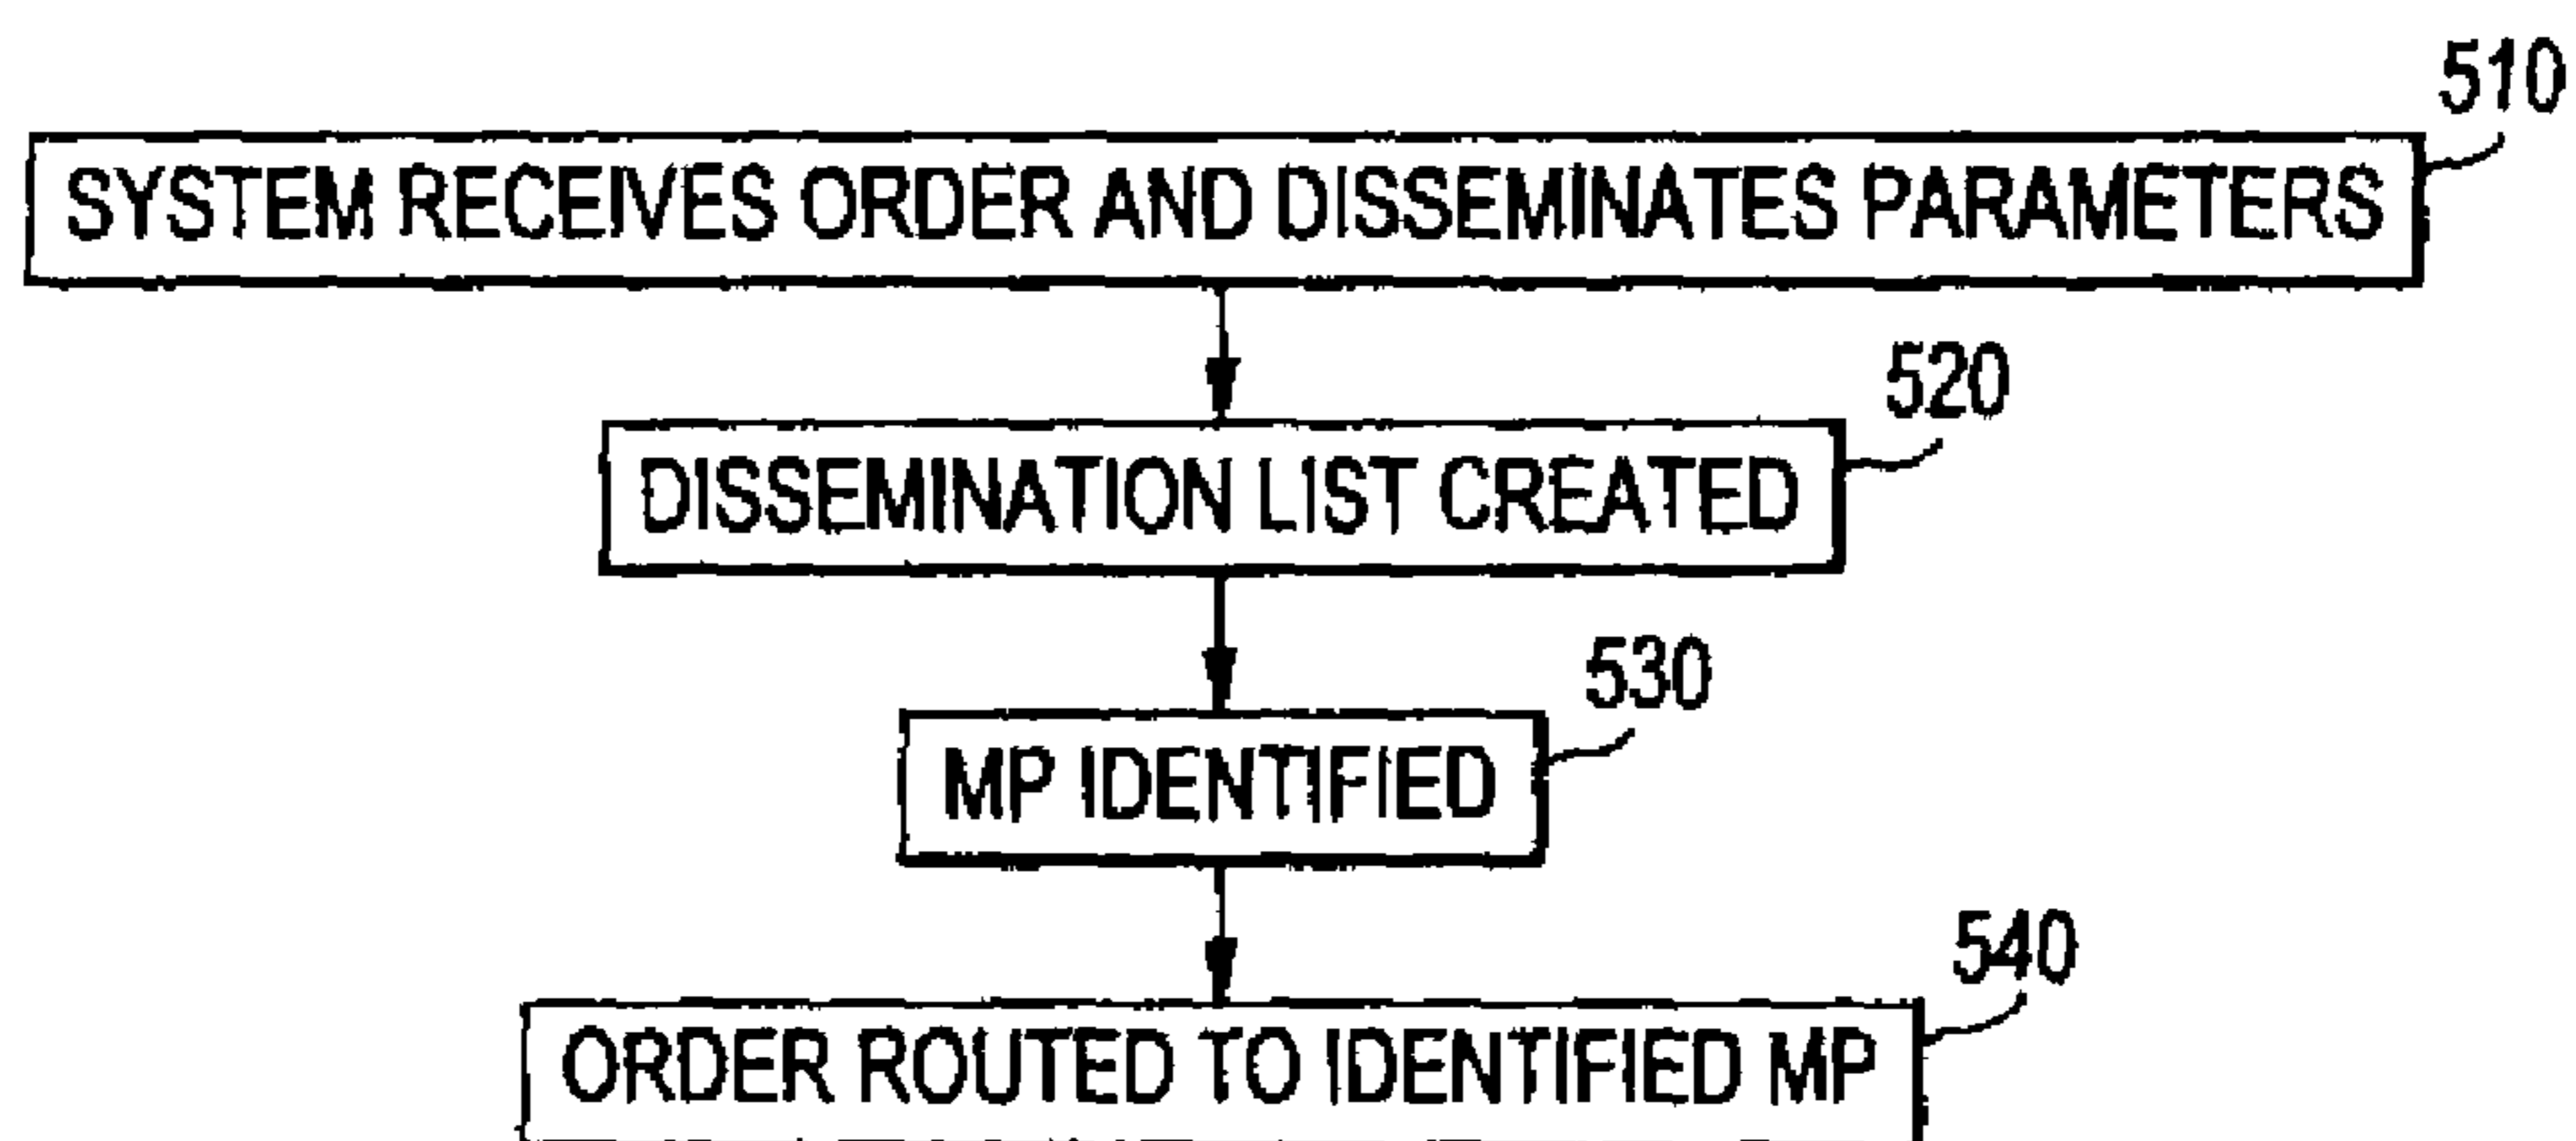 510
SYSTEM RECEIVES ORDER AND DISSEMINATES PARAMETERS
520
DISSEMINATION LIST CREATED
530
MP IDENTIFIED
540
ORDER ROUTED TO IDENTIFIED MP